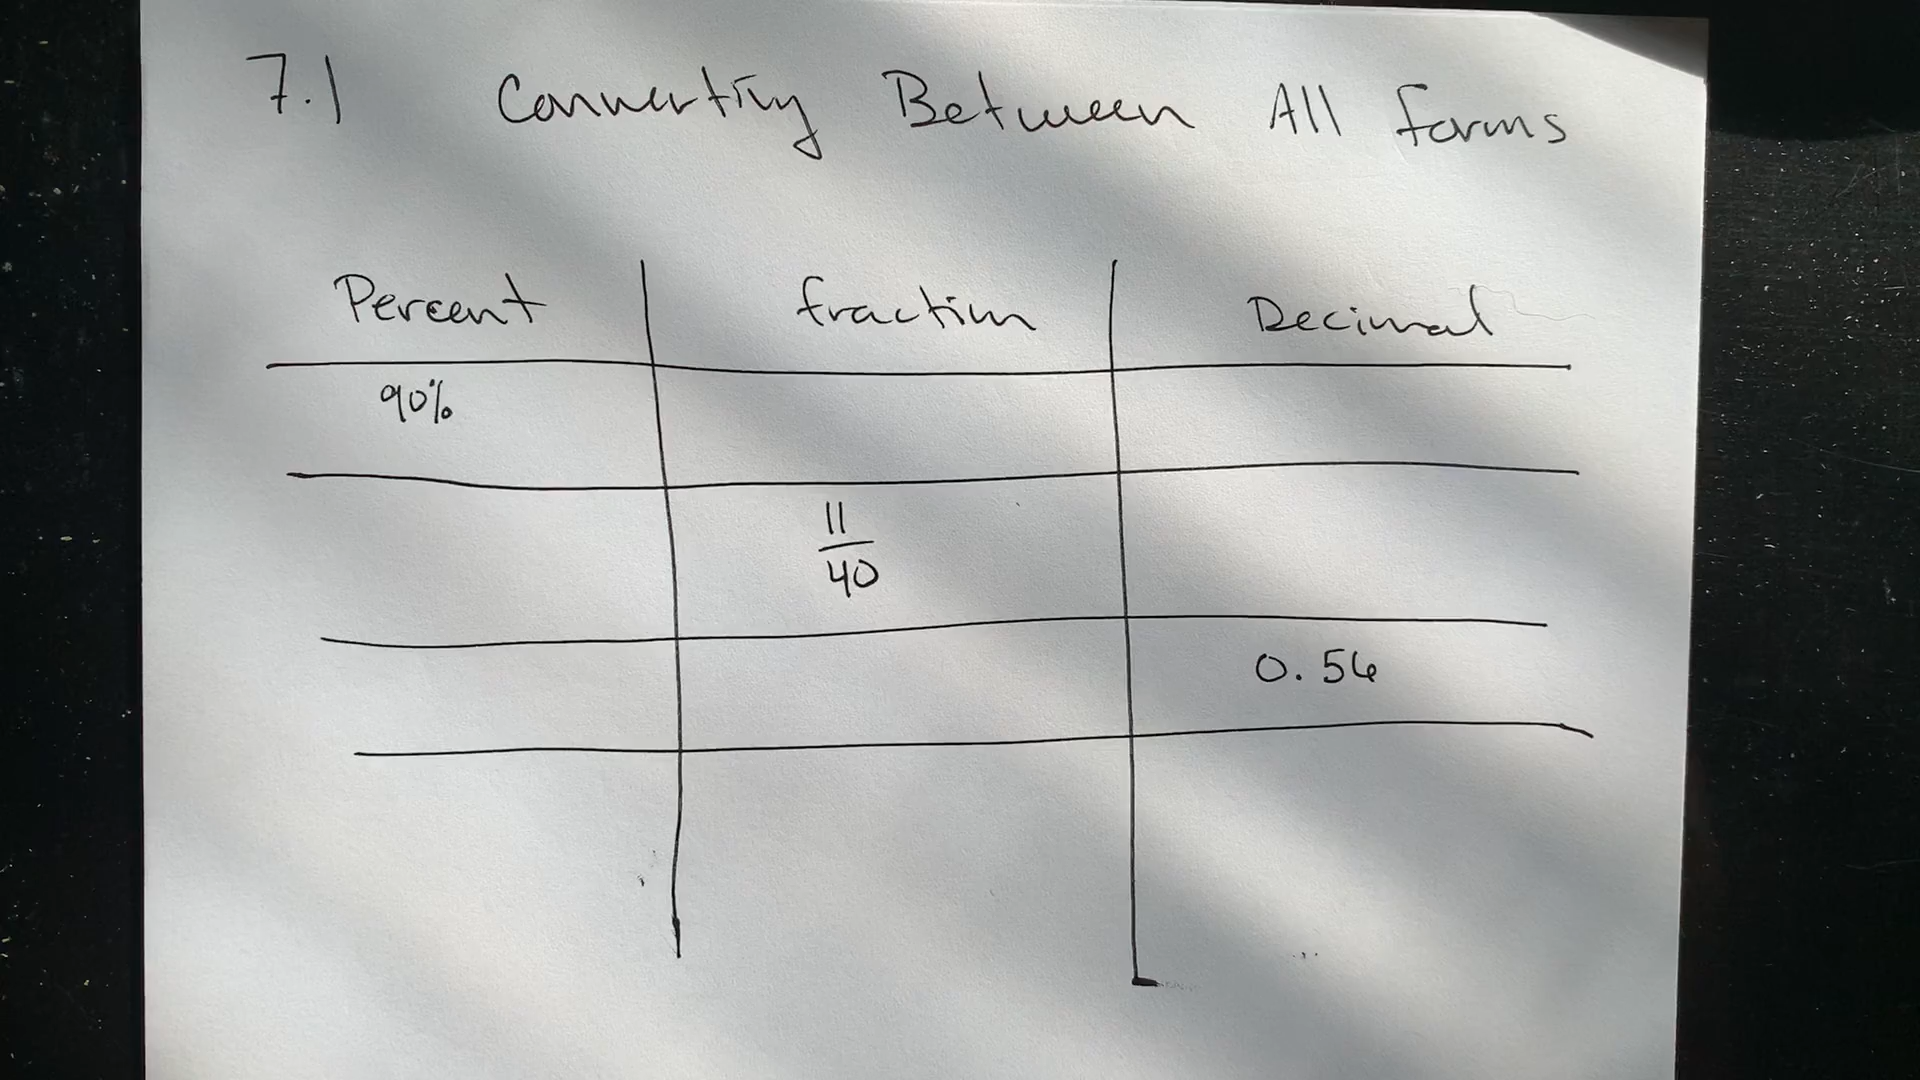 7.1 Converting Between All Forms
Percent fraction Decimal
90%
11
40
0.56